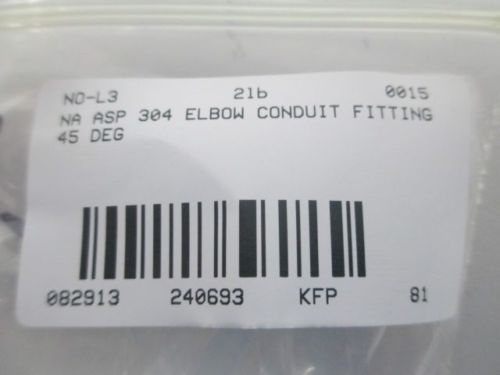 NO-L3 21b 0015
NA ASP 304 ELBOW CONDUIT FITTING
45 DEG
082913 240693 KFP 81